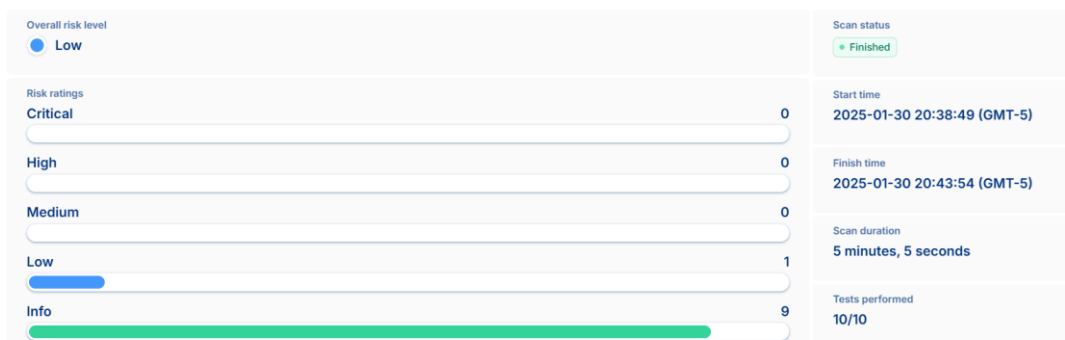 Overall risk level
Low
Risk ratings
Critical 0
High 0
Medium 0
Low 1
Info 9
Scan status
Finished
Start time
2025-01-30 20:38:49 (GMT-5)
Finish time
2025-01-30 20:43:54 (GMT-5)
Scan duration
5 minutes, 5 seconds
Tests performed
10/10